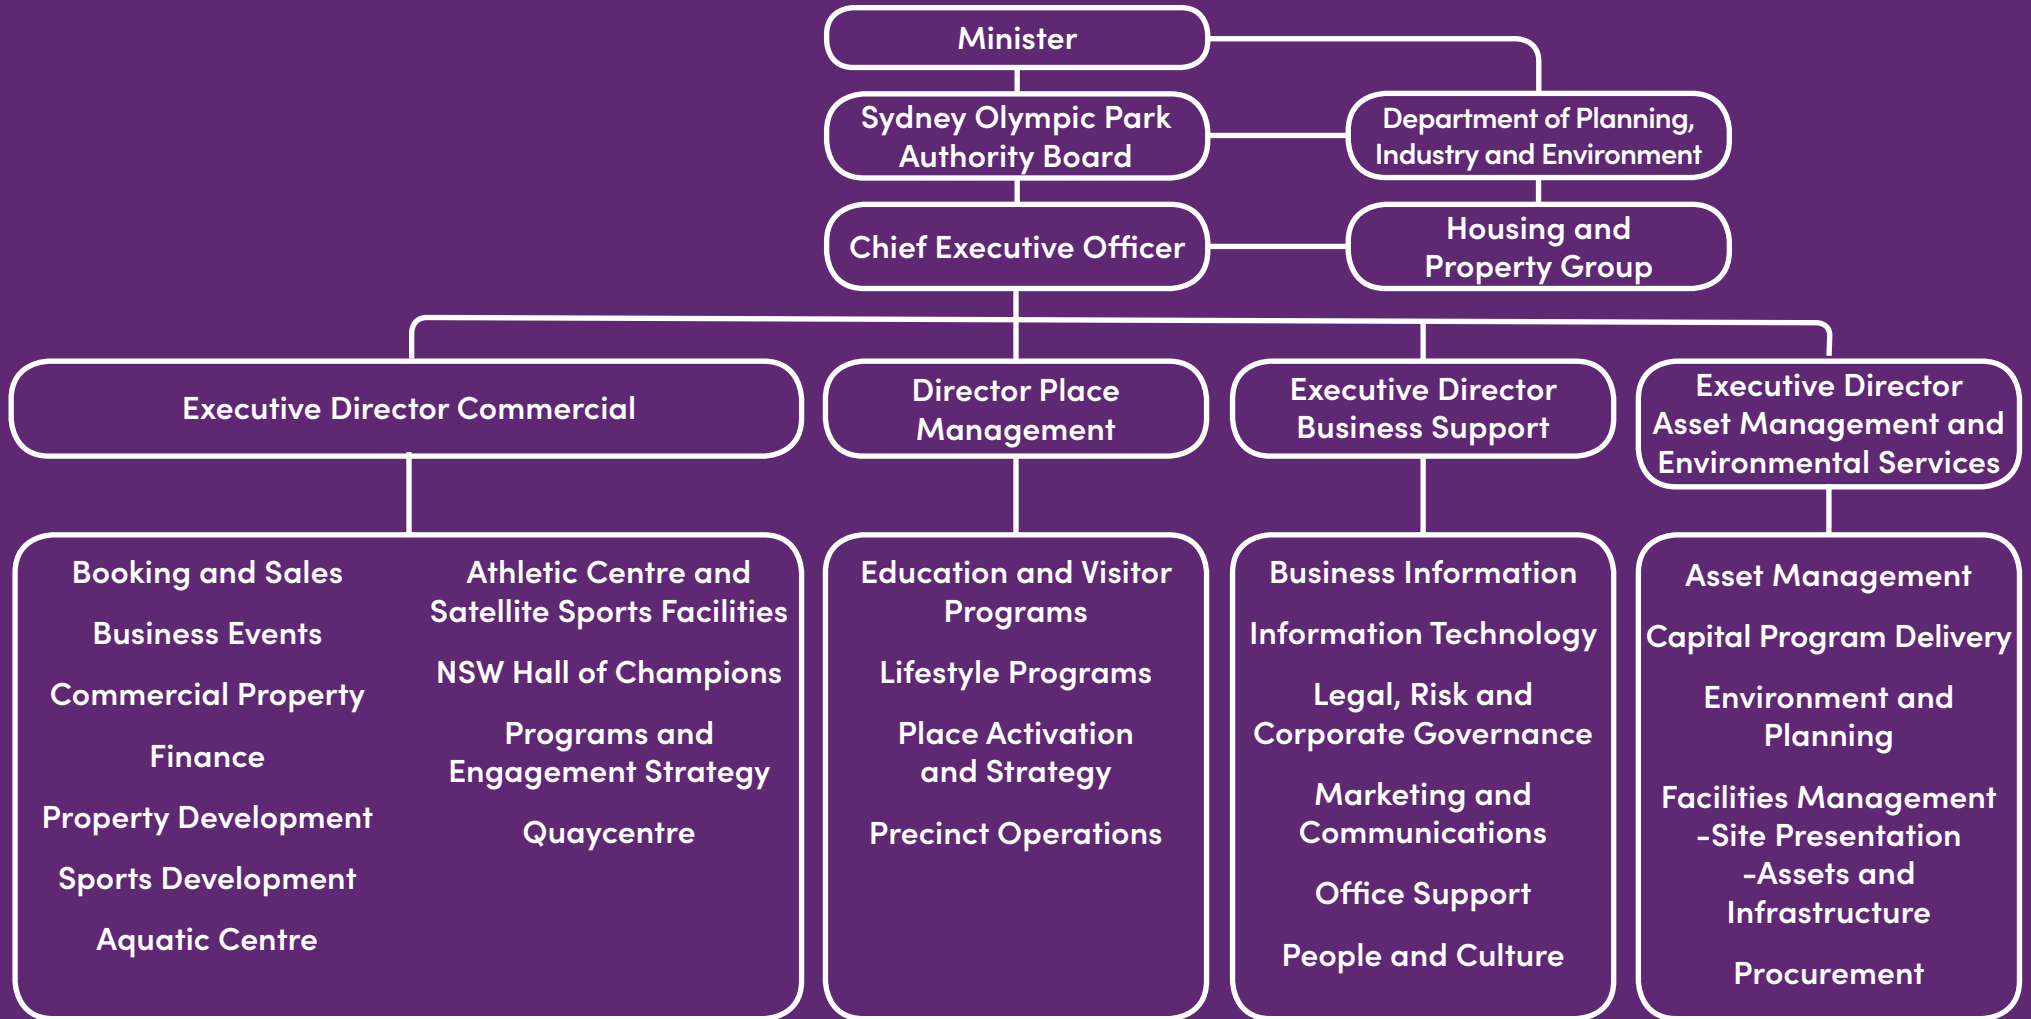 Minister
Sydney Olympic Park
Authority Board
Department of Planning,
Industry and Environment
Chief Executive Officer
Housing and
Property Group
Executive Director Commercial
Director Place
Management
Executive Director
Business Support
Executive Director
Asset Management and
Environmental Services
Booking and Sales
Business Events
Commercial Property
Finance
Property Development
Sports Development
Aquatic Centre
Athletic Centre and
Satellite Sports Facilities
NSW Hall of Champions
Programs and
Engagement Strategy
Quaycentre
Education and Visitor
Programs
Lifestyle Programs
Place Activation
and Strategy
Precinct Operations
Business Information
Information Technology
Legal, Risk and
Corporate Governance
Marketing and
Communications
Office Support
People and Culture
Asset Management
Capital Program Delivery
Environment and
Planning
Facilities Management
-Site Presentation
-Assets and
Infrastructure
Procurement